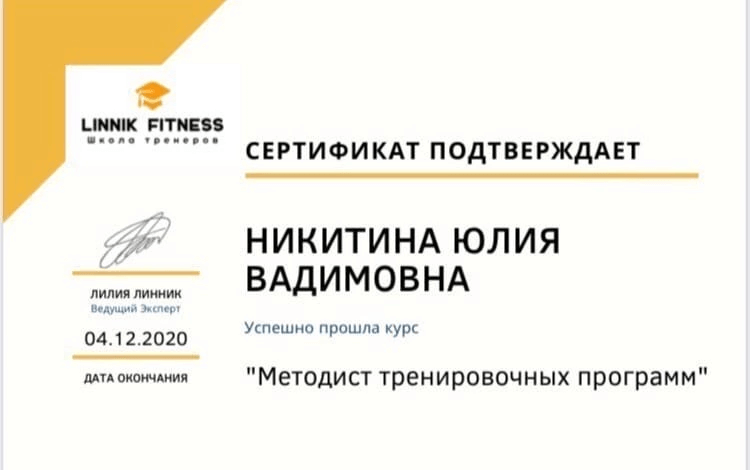 LINNIK FITNESS
Школа тренеров
СЕРТИФИКАТ ПОДТВЕРЖДАЕТ
НИКИТИНА ЮЛИЯ
ВАДИМОВНА
Успешно прошла курс
"Методист тренировочных программ"
ЛИЛИЯ ЛИННИК
Ведущий Эксперт
04.12.2020
ДАТА ОКОНЧАНИЯ